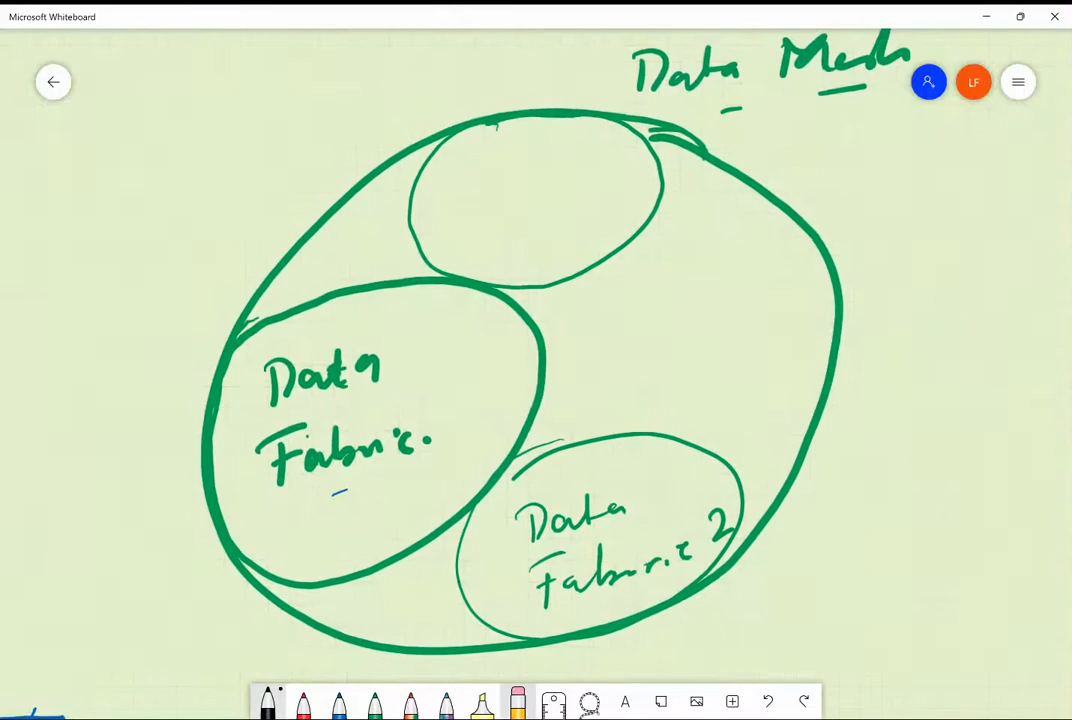 Microsoft Whiteboard
Data Mesh
LF
Data
Fabric.
Data
Fabric 2
A